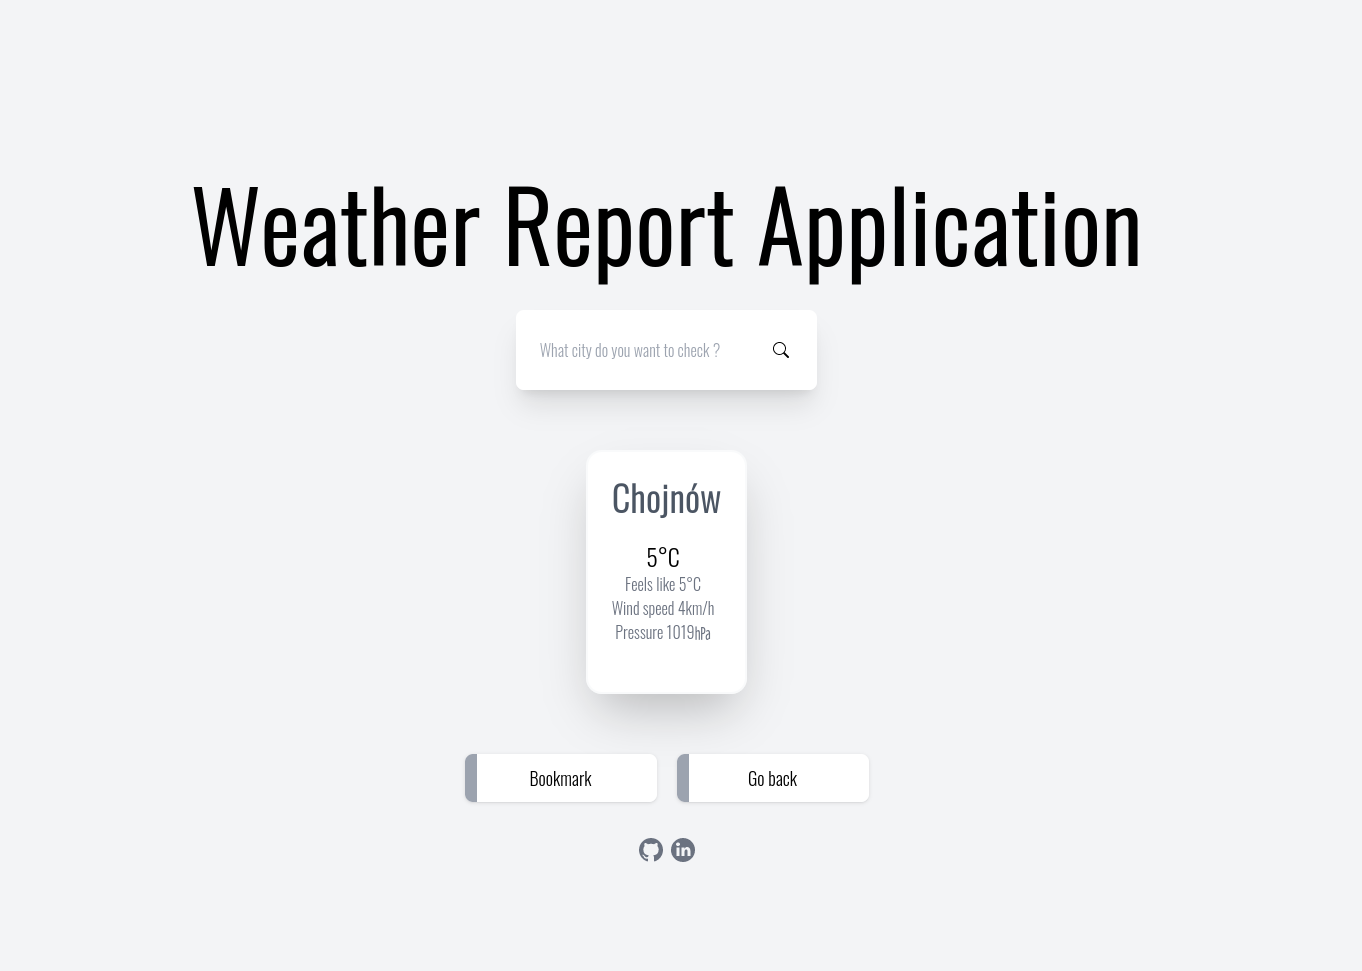 Weather Report Application
What city do you want to check ?
Chojnów
5°C
Feels like 5°C
Wind speed 4km/h
Pressure 1019㍱
Bookmark
Go back
in